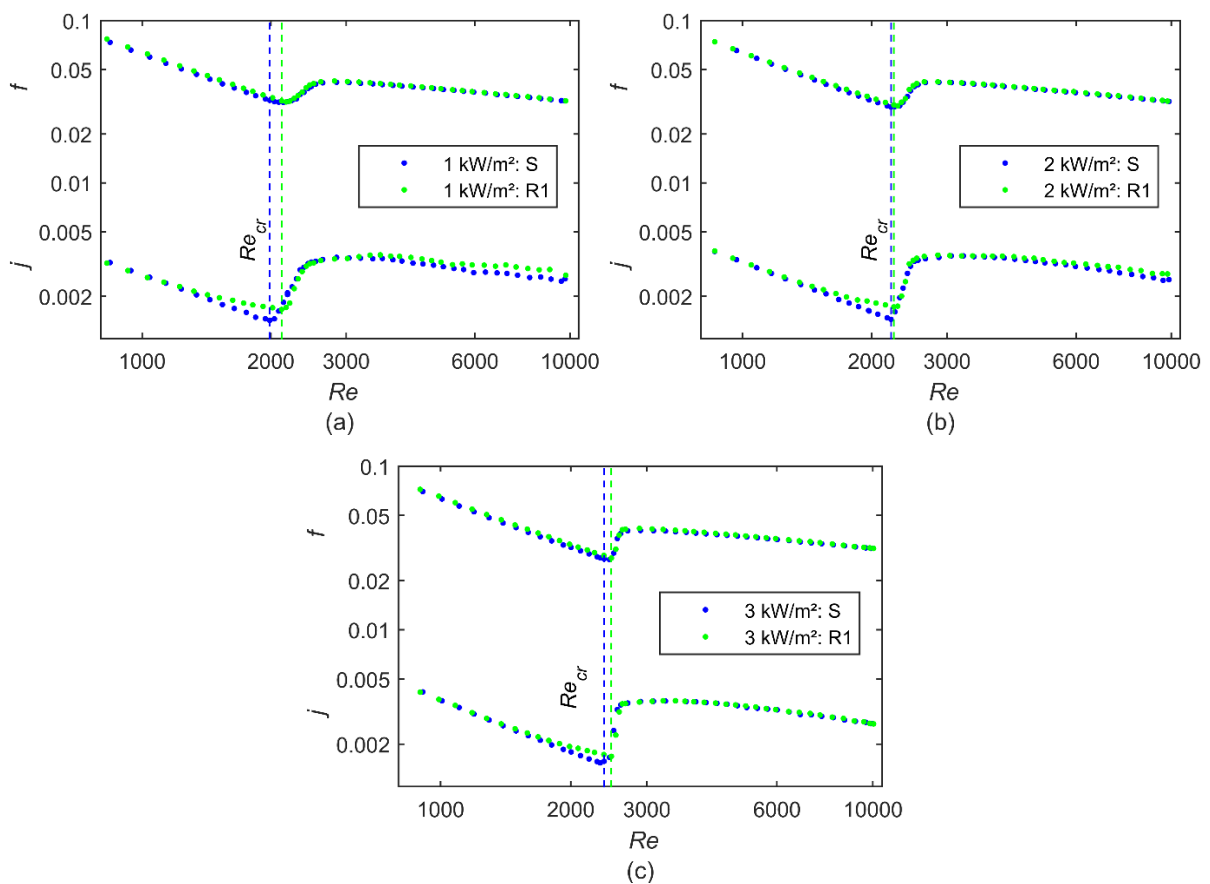 0.1
f
0.05
0.02
0.01
0.005
j
0.002
Re_cr
1 kW/m²: S
1 kW/m²: R1
1000 2000 3000 6000 10000
Re
(a)
0.1
f
0.05
0.02
0.01
0.005
j
0.002
Re_cr
2 kW/m²: S
2 kW/m²: R1
1000 2000 3000 6000 10000
Re
(b)
0.1
f
0.05
0.02
0.01
0.005
j
0.002
Re_cr
3 kW/m²: S
3 kW/m²: R1
1000 2000 3000 6000 10000
Re
(c)